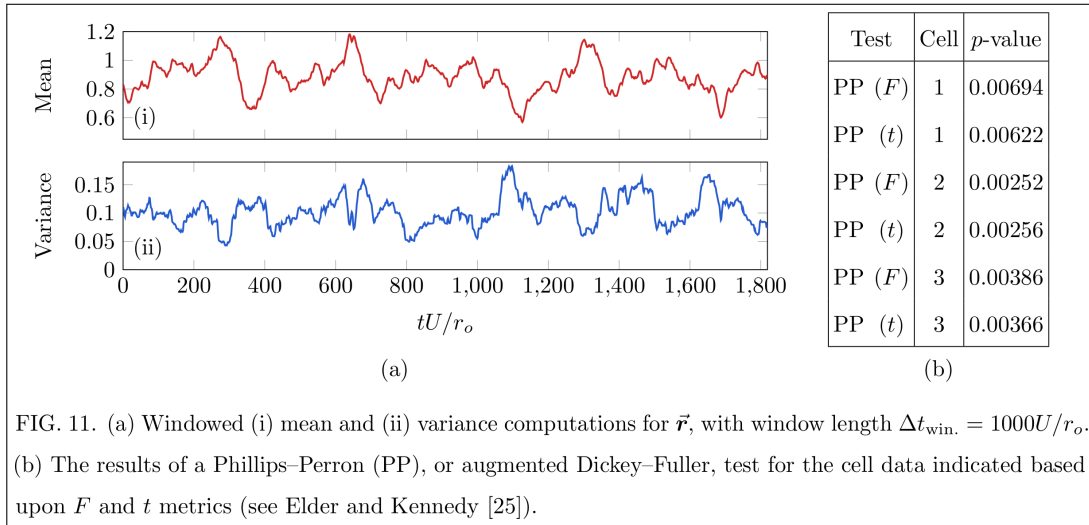 1.2
1
0.8
0.6
Mean
(i)
0.15
0.1
0.05
0
Variance
(ii)
0 200 400 600 800 1,000 1,200 1,400 1,600 1,800
tU/r_o
(a)
Test Cell p-value
PP (F) 1 0.00694
PP (t) 1 0.00622
PP (F) 2 0.00252
PP (t) 2 0.00256
PP (F) 3 0.00386
PP (t) 3 0.00366
(b)
FIG. 11. (a) Windowed (i) mean and (ii) variance computations for r⃗, with window length Δt_win. = 1000U/r_o.
(b) The results of a Phillips–Perron (PP), or augmented Dickey–Fuller, test for the cell data indicated based
upon F and t metrics (see Elder and Kennedy [25]).